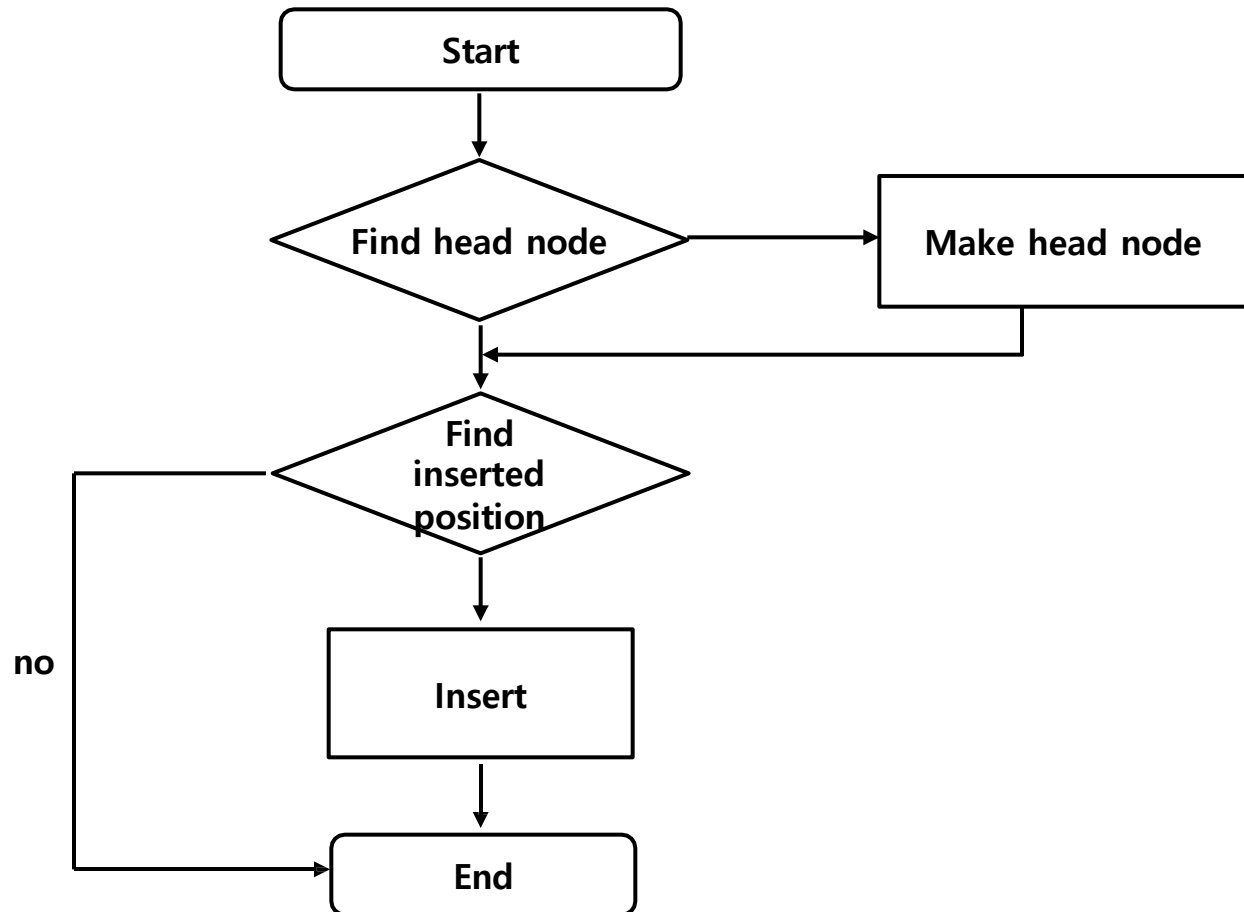 Start
Find head node
Make head node
Find
inserted
position
no
Insert
End